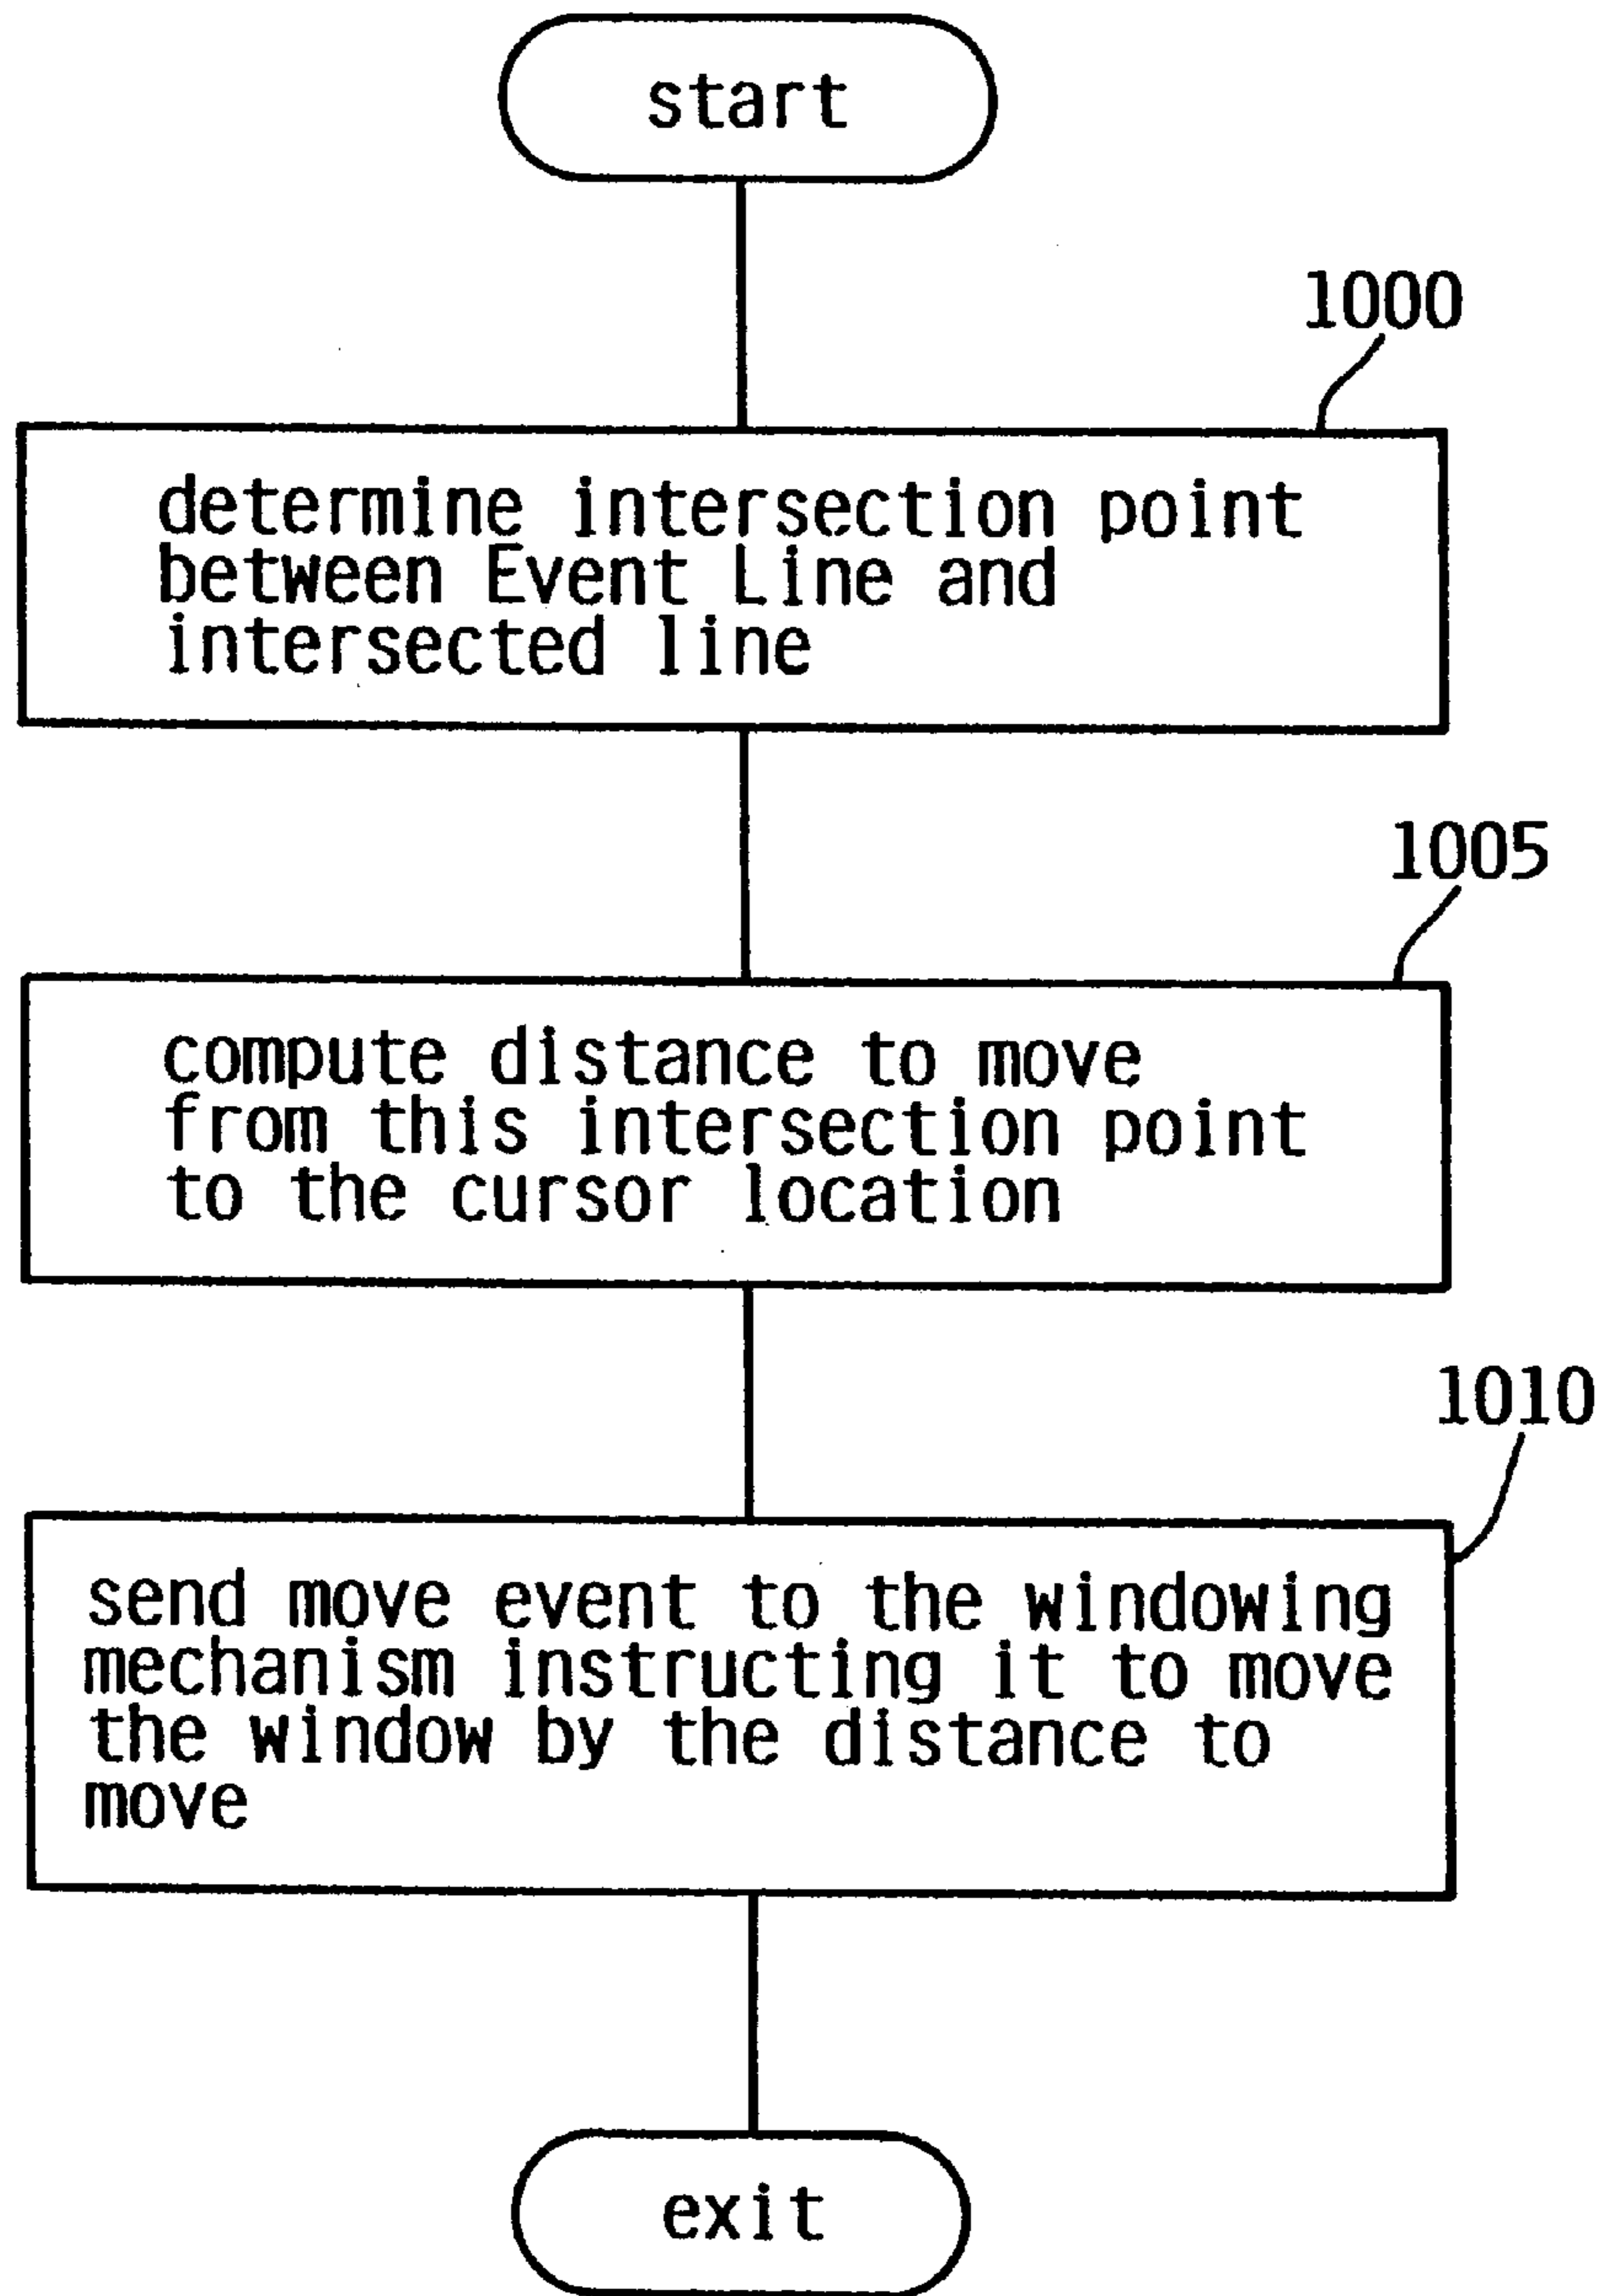 start
1000
determine intersection point
between Event Line and
intersected line
1005
compute distance to move
from this intersection point
to the cursor location
1010
send move event to the windowing
mechanism instructing it to move
the window by the distance to
move
exit